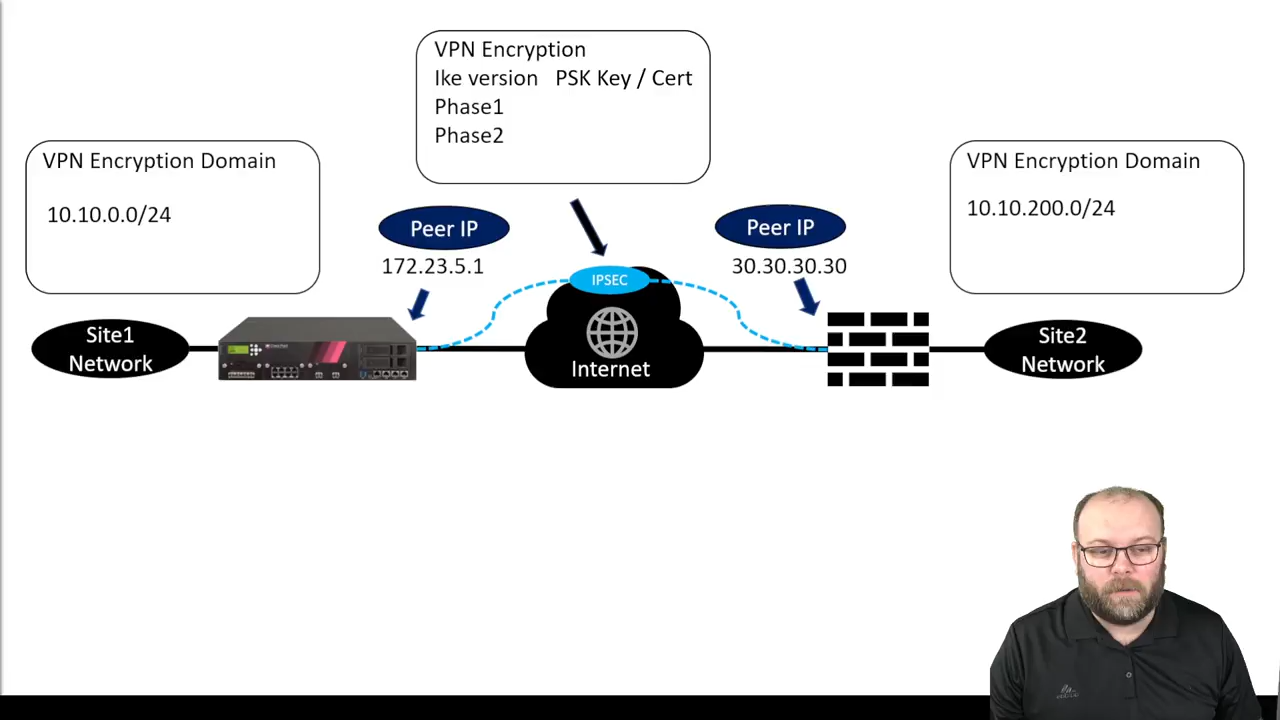 VPN Encryption
Ike version PSK Key / Cert
Phase1
Phase2
VPN Encryption Domain
10.10.0.0/24
VPN Encryption Domain
10.10.200.0/24
Peer IP
172.23.5.1
Peer IP
30.30.30.30
IPSEC
Site1
Network
Internet
Site2
Network